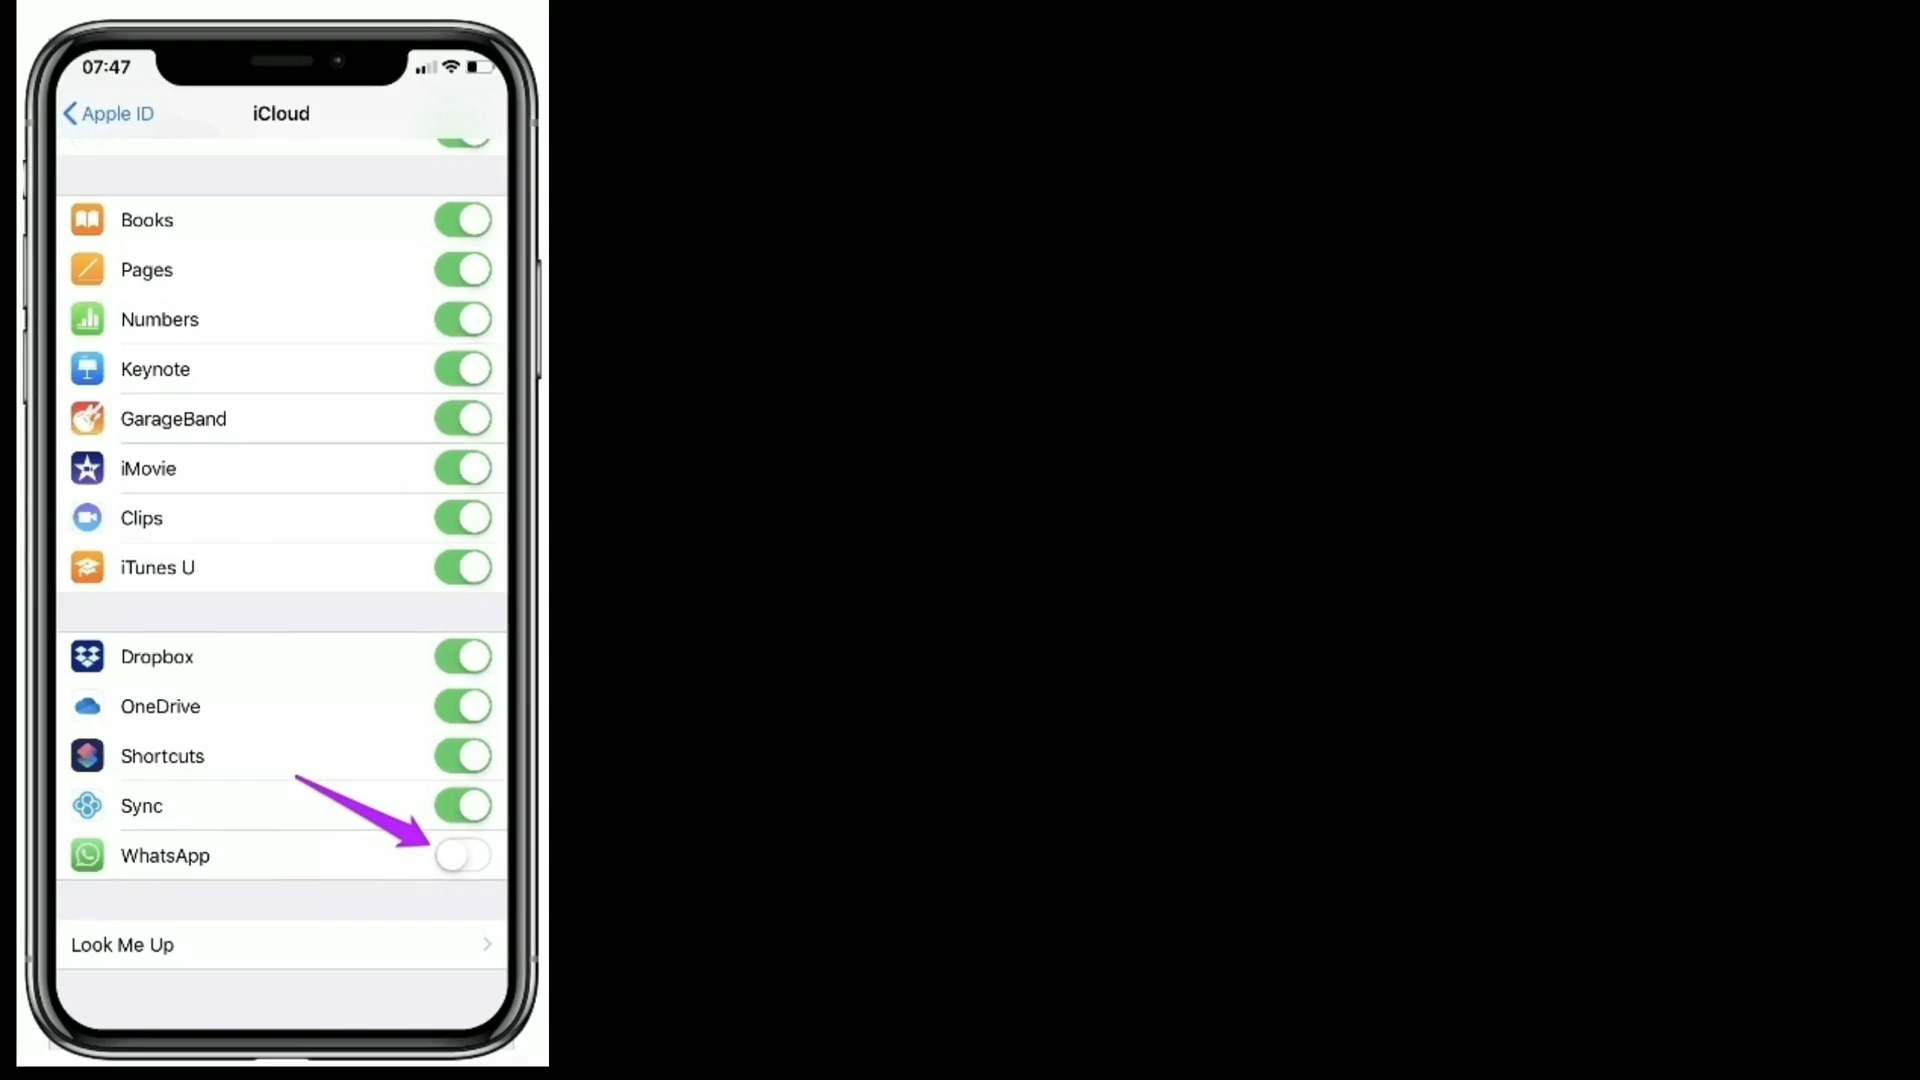 07:47
Apple ID
iCloud
Books
Pages
Numbers
Keynote
GarageBand
iMovie
Clips
iTunes U
Dropbox
OneDrive
Shortcuts
Sync
WhatsApp
Look Me Up